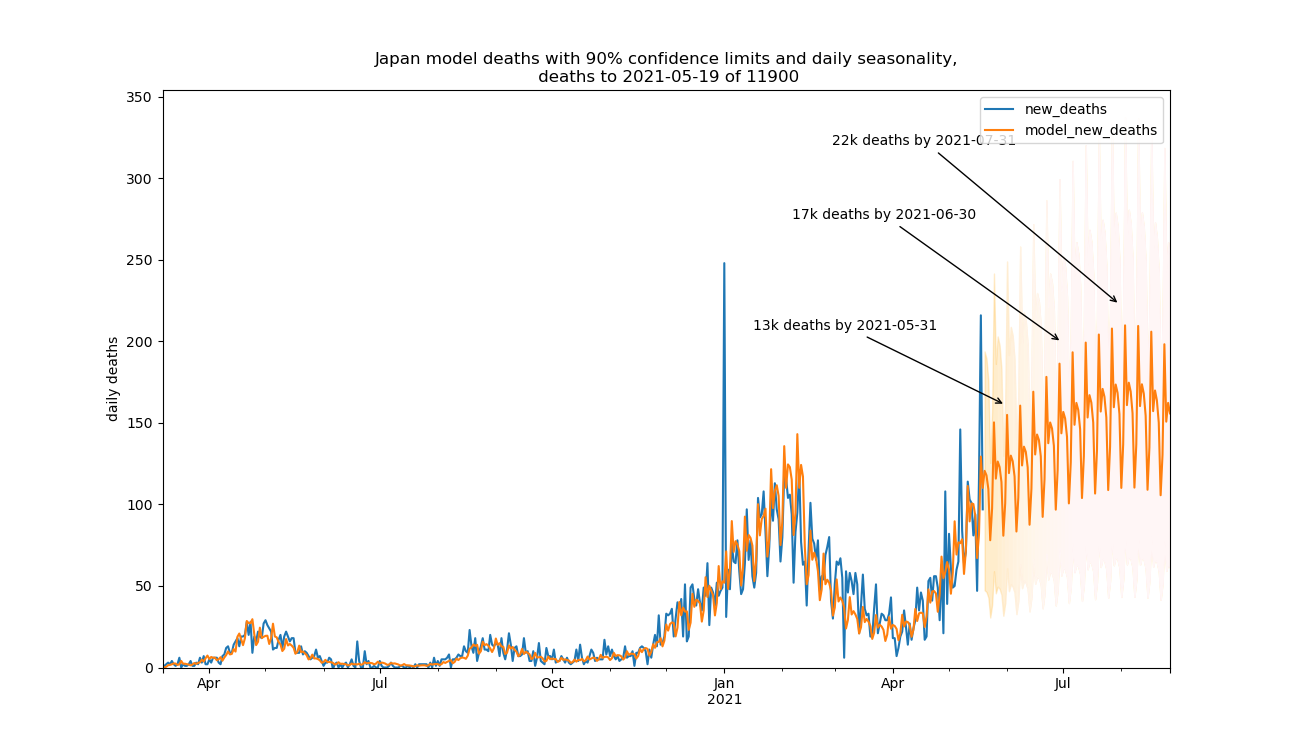 Japan model deaths with 90% confidence limits and daily seasonality,
deaths to 2021-05-19 of 11900
350
300
250
200
150
100
50
0
daily deaths
new_deaths
model_new_deaths
22k deaths by 2021-07-31
17k deaths by 2021-06-30
13k deaths by 2021-05-31
Apr
Jul
Oct
Jan
2021
Apr
Jul